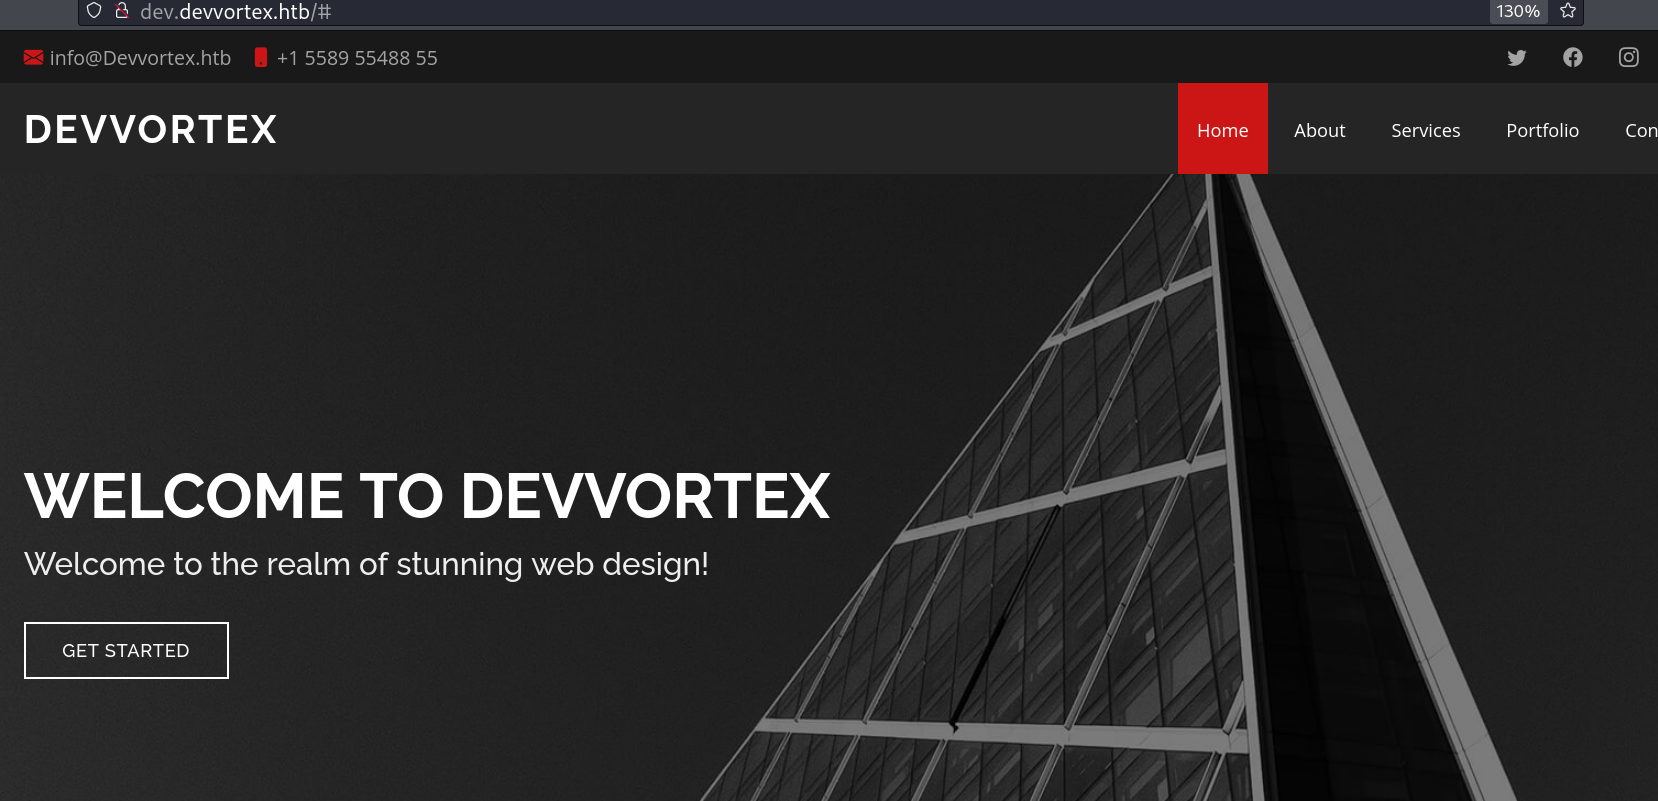 dev.devvortex.htb/#
130%
info@Devvortex.htb +1 5589 55488 55
DEVVORTEX
Home About Services Portfolio Con
WELCOME TO DEVVORTEX
Welcome to the realm of stunning web design!
GET STARTED